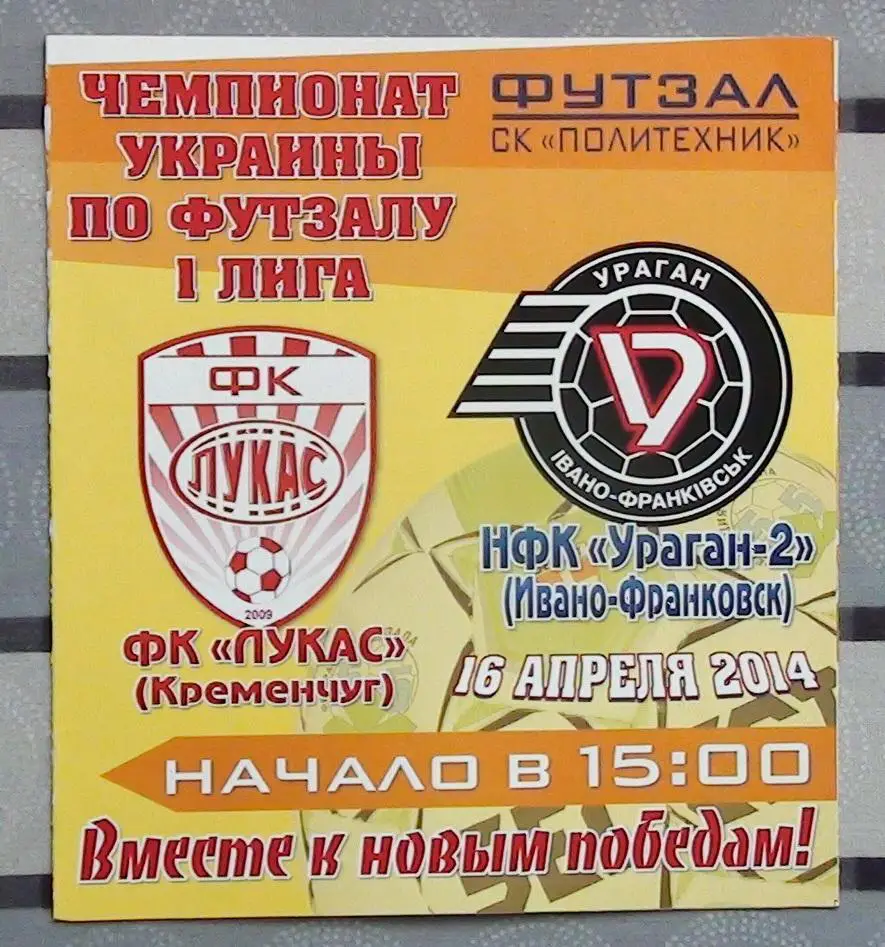 ЧЕМПИОНАТ
УКРАИНЫ
ПО ФУТЗАЛУ
I ЛИГА
ФУТЗАЛ
СК «ПОЛИТЕХНИК»
ФК
ЛУКАС
2009
ФК «ЛУКАС»
(Кременчуг)
УРАГАН
ІВАНО-ФРАНКІВСЬК
НФК «Ураган-2»
(Ивано-Франковск)
16 АПРЕЛЯ 2014
НАЧАЛО В 15:00
Вместе к новым победам!